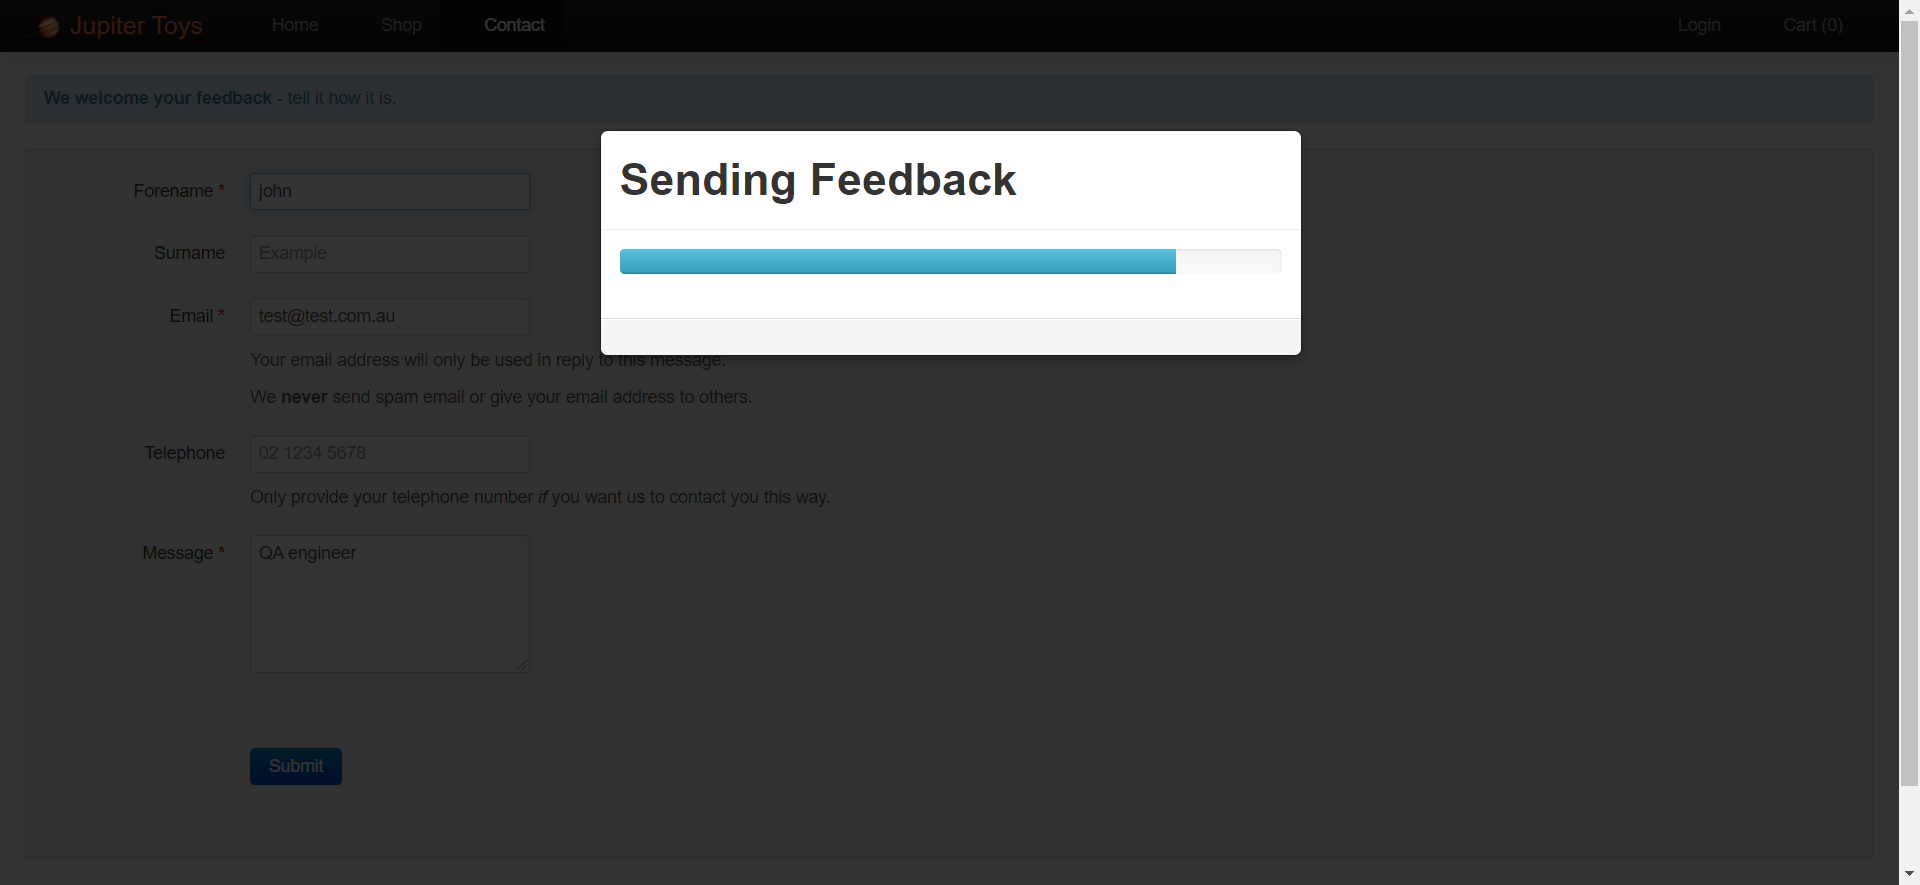 Jupiter Toys Home Shop Contact Login Cart (0)
We welcome your feedback - tell it how it is.
Sending Feedback
Forename * john
Surname Example
Email * test@test.com.au
Your email address will only be used in reply to this message.
We never send spam email or give your email address to others.
Telephone 02 1234 5678
Only provide your telephone number if you want us to contact you this way.
Message * QA engineer
Submit